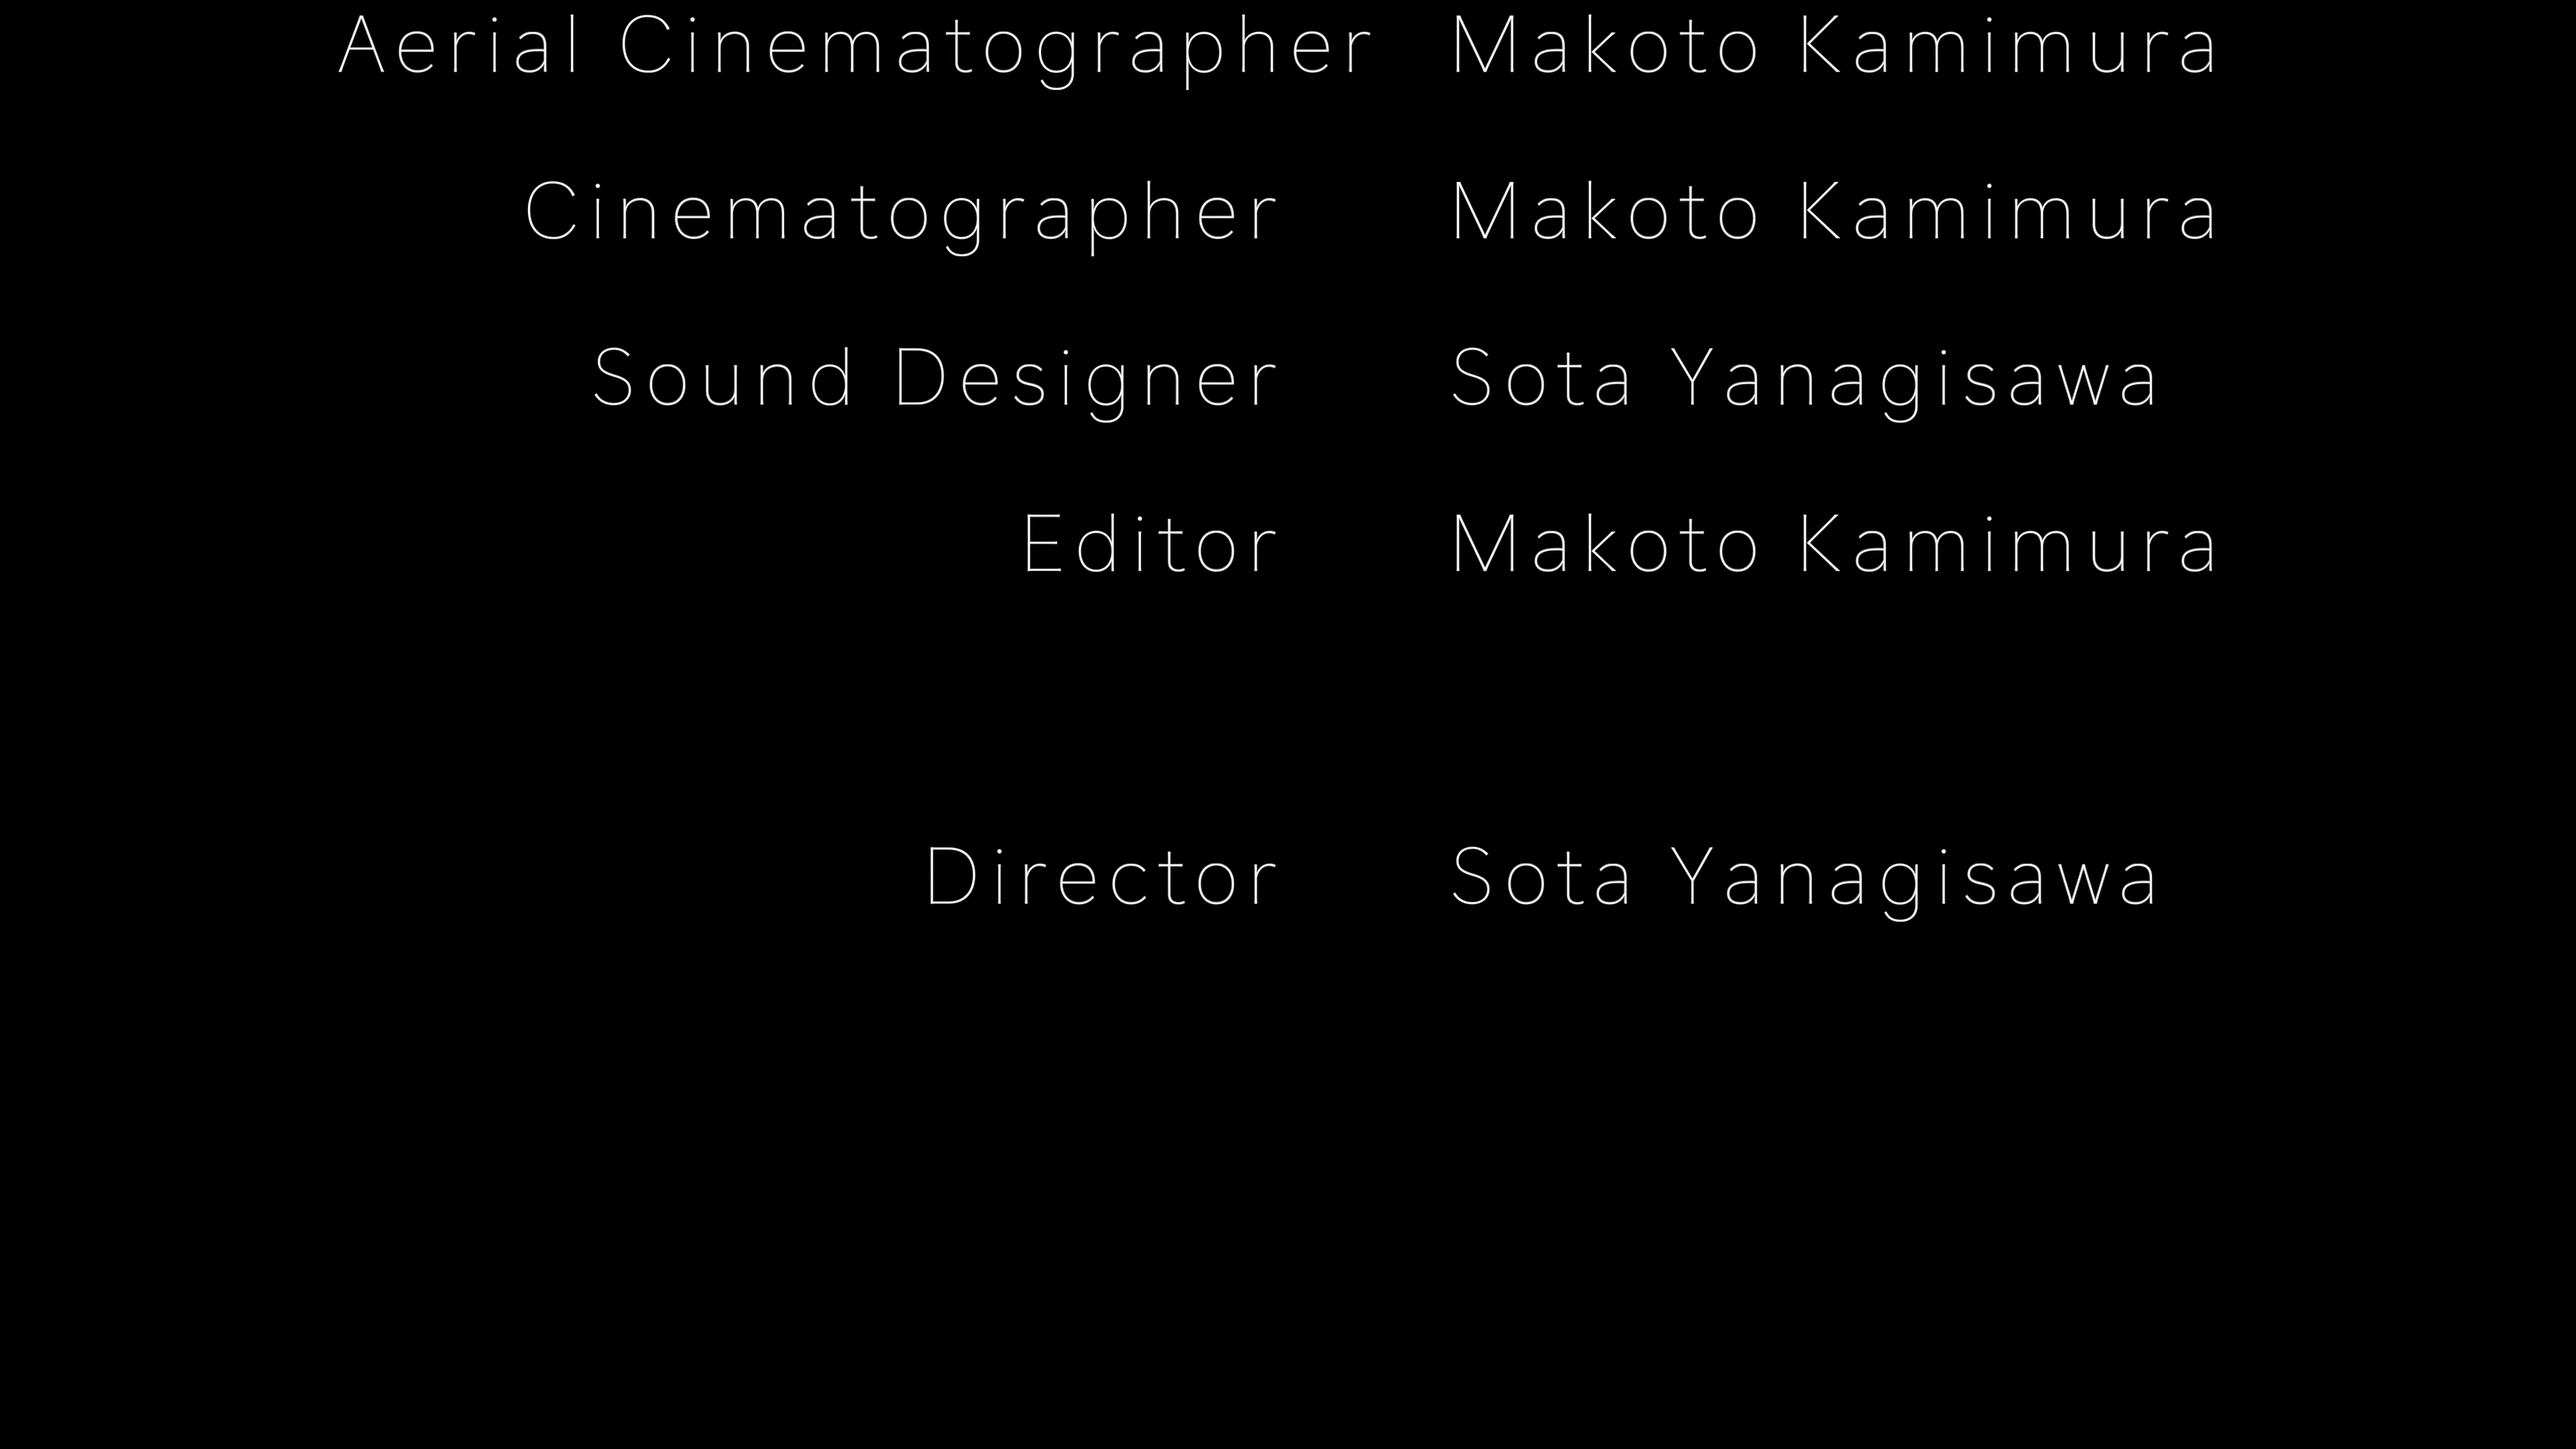 Aerial Cinematographer Makoto Kamimura
Cinematographer Makoto Kamimura
Sound Designer Sota Yanagisawa
Editor Makoto Kamimura
Director Sota Yanagisawa